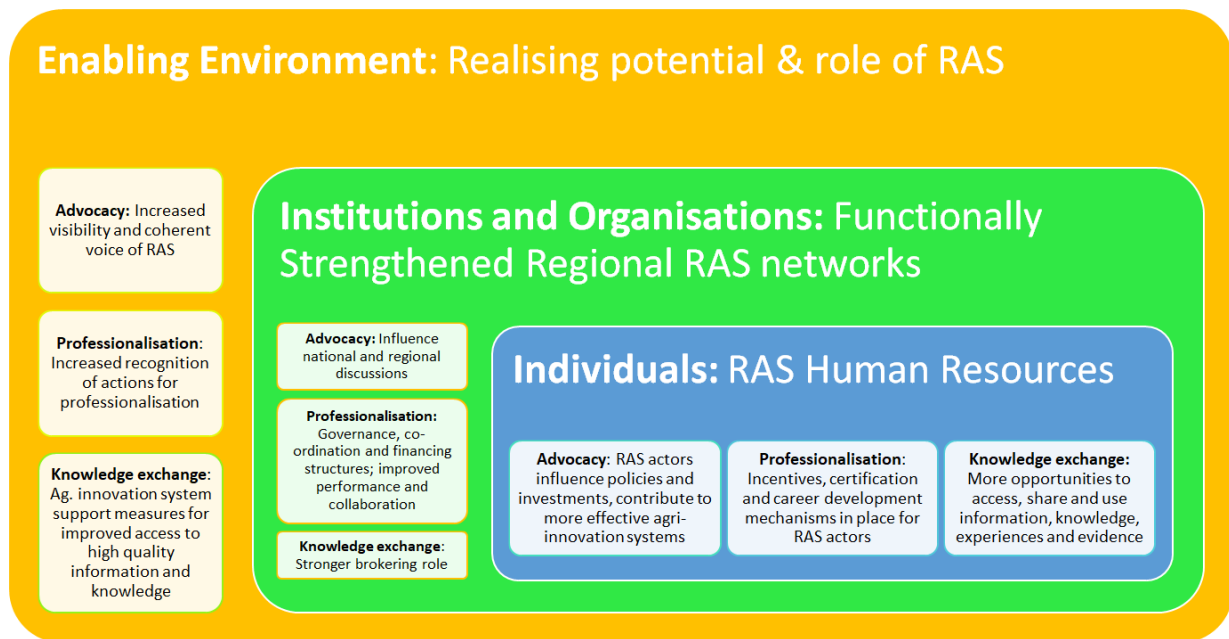 Enabling Environment: Realising potential & role of RAS
Advocacy: Increased
visibility and coherent
voice of RAS
Professionalisation:
Increased recognition
of actions for
professionalisation
Knowledge exchange:
Ag. innovation system
support measures for
improved access to
high quality
information and
knowledge
Institutions and Organisations: Functionally
Strengthened Regional RAS networks
Advocacy: Influence
national and regional
discussions
Professionalisation:
Governance, co-
ordination and financing
structures; improved
performance and
collaboration
Knowledge exchange:
Stronger brokering role
Individuals: RAS Human Resources
Advocacy: RAS actors
influence policies and
investments, contribute to
more effective agri-
innovation systems
Professionalisation:
Incentives, certification
and career development
mechanisms in place for
RAS actors
Knowledge exchange:
More opportunities to
access, share and use
information, knowledge,
experiences and evidence